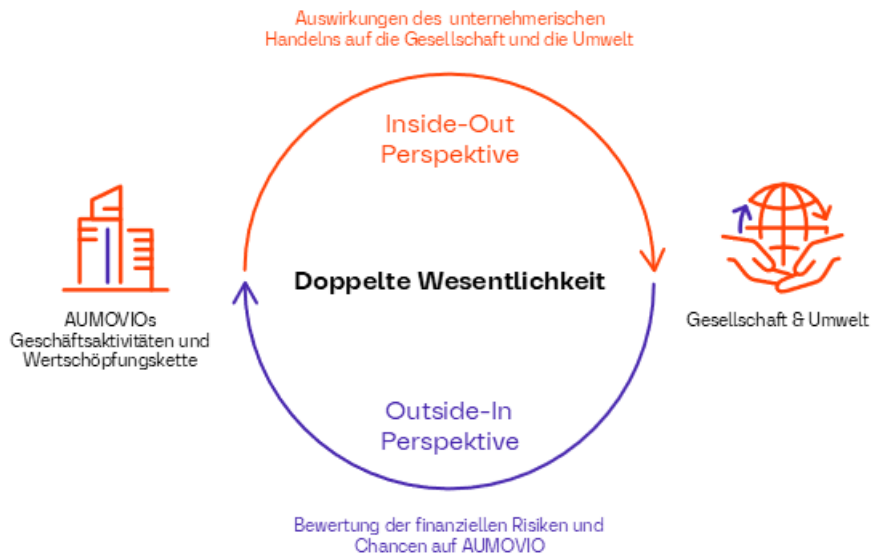 Auswirkungen des unternehmerischen
Handelns auf die Gesellschaft und die Umwelt
Inside-Out
Perspektive
Doppelte Wesentlichkeit
AUMOVIOs
Geschäftsaktivitäten und
Wertschöpfungskette
Gesellschaft & Umwelt
Outside-In
Perspektive
Bewertung der finanziellen Risiken und
Chancen auf AUMOVIO